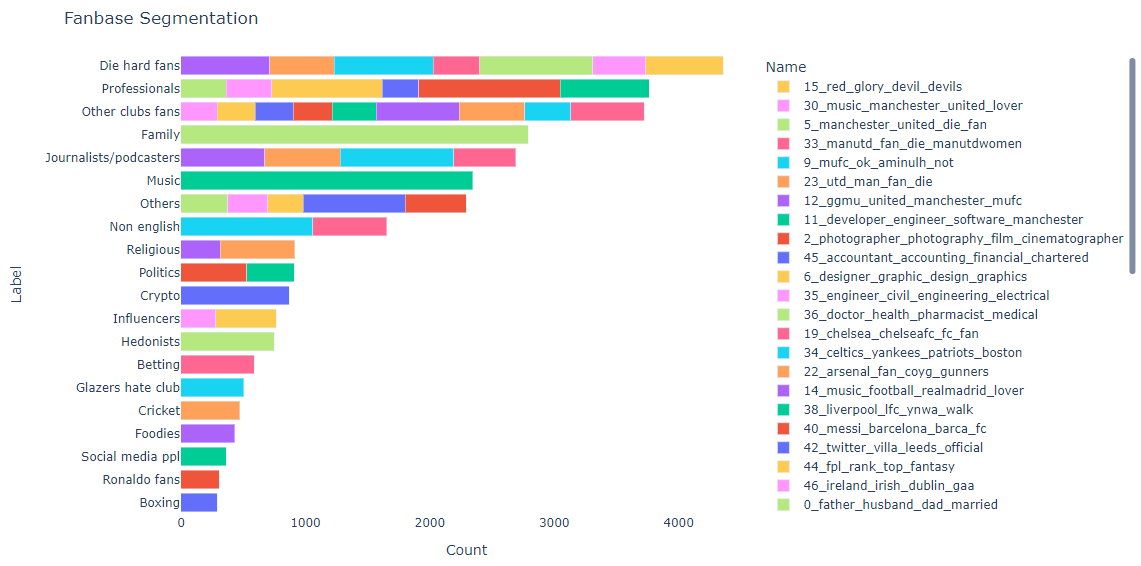 Fanbase Segmentation
Die hard fans
Professionals
Other clubs fans
Family
Journalists/podcasters
Music
Others
Non english
Religious
Politics
Crypto
Influencers
Hedonists
Betting
Glazers hate club
Cricket
Foodies
Social media ppl
Ronaldo fans
Boxing
Label
0 1000 2000 3000 4000
Count
Name
15_red_glory_devil_devils
30_music_manchester_united_lover
5_manchester_united_die_fan
33_manutd_fan_die_manutdwomen
9_mufc_ok_aminulh_not
23_utd_man_fan_die
12_ggmu_united_manchester_mufc
11_developer_engineer_software_manchester
2_photographer_photography_film_cinematographer
45_accountant_accounting_financial_chartered
6_designer_graphic_design_graphics
35_engineer_civil_engineering_electrical
36_doctor_health_pharmacist_medical
19_chelsea_chelseafc_fc_fan
34_celtics_yankees_patriots_boston
22_arsenal_fan_coyg_gunners
14_music_football_realmadrid_lover
38_liverpool_lfc_ynwa_walk
40_messi_barcelona_barca_fc
42_twitter_villa_leeds_official
44_fpl_rank_top_fantasy
46_ireland_irish_dublin_gaa
0_father_husband_dad_married